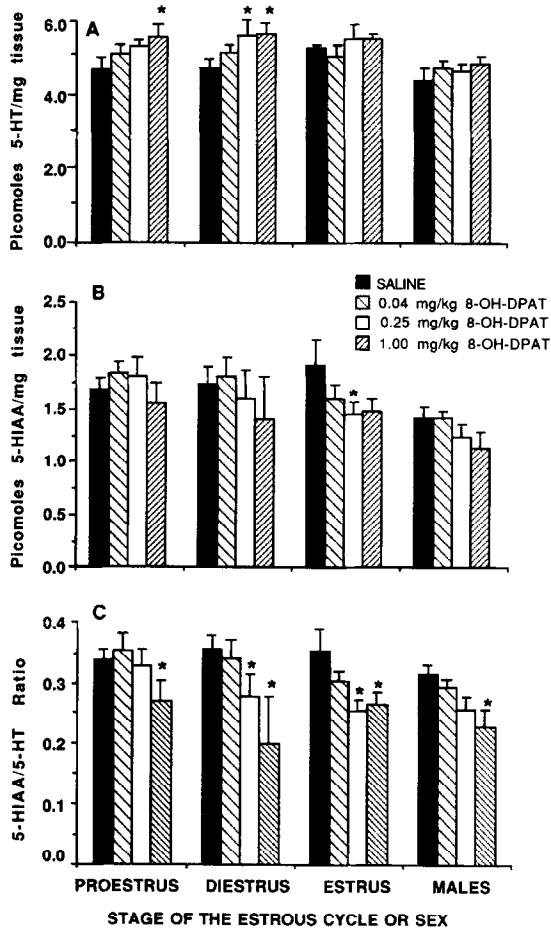 A
Picomoles 5-HT/mg tissue
6.0
4.0
2.0
0.0
*
* *
B
Picomoles 5-HIAA/mg tissue
2.5
2.0
1.5
1.0
0.5
0.0
SALINE
0.04 mg/kg 8-OH-DPAT
0.25 mg/kg 8-OH-DPAT
1.00 mg/kg 8-OH-DPAT
*
C
5-HIAA/5-HT Ratio
0.4
0.3
0.2
0.1
0.0
*
* *
* *
*
PROESTRUS DIESTRUS ESTRUS MALES
STAGE OF THE ESTROUS CYCLE OR SEX